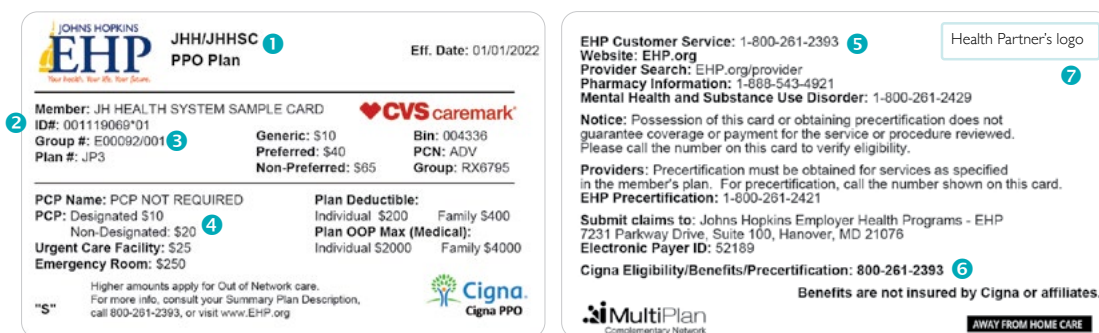 JOHNS HOPKINS
EHP
Your health. Your life. Your future.
JHH/JHHSC 1
PPO Plan
Eff. Date: 01/01/2022
Member: JH HEALTH SYSTEM SAMPLE CARD
2 ID#: 001119069*01
Group #: E00092/001 3
Plan #: JP3
CVS caremark
Generic: $10
Preferred: $40
Non-Preferred: $65
Bin: 004336
PCN: ADV
Group: RX6795
PCP Name: PCP NOT REQUIRED
PCP: Designated $10
Non-Designated: $20 4
Urgent Care Facility: $25
Emergency Room: $250
Plan Deductible:
Individual $200 Family $400
Plan OOP Max (Medical):
Individual $2000 Family $4000
"S"
Higher amounts apply for Out of Network care.
For more info, consult your Summary Plan Description,
call 800-261-2393, or visit www.EHP.org
Cigna.
Cigna PPO
EHP Customer Service: 1-800-261-2393 5
Website: EHP.org
Provider Search: EHP.org/provider
Pharmacy Information: 1-888-543-4921
Mental Health and Substance Use Disorder: 1-800-261-2429
Health Partner's logo
7
Notice: Possession of this card or obtaining precertification does not
guarantee coverage or payment for the service or procedure reviewed.
Please call the number on this card to verify eligibility.
Providers: Precertification must be obtained for services as specified
in the member's plan. For precertification, call the number shown on this card.
EHP Precertification: 1-800-261-2421
Submit claims to: Johns Hopkins Employer Health Programs - EHP
7231 Parkway Drive, Suite 100, Hanover, MD 21076
Electronic Payer ID: 52189
Cigna Eligibility/Benefits/Precertification: 800-261-2393 6
Benefits are not insured by Cigna or affiliates.
MultiPlan
Complementary Network
AWAY FROM HOME CARE